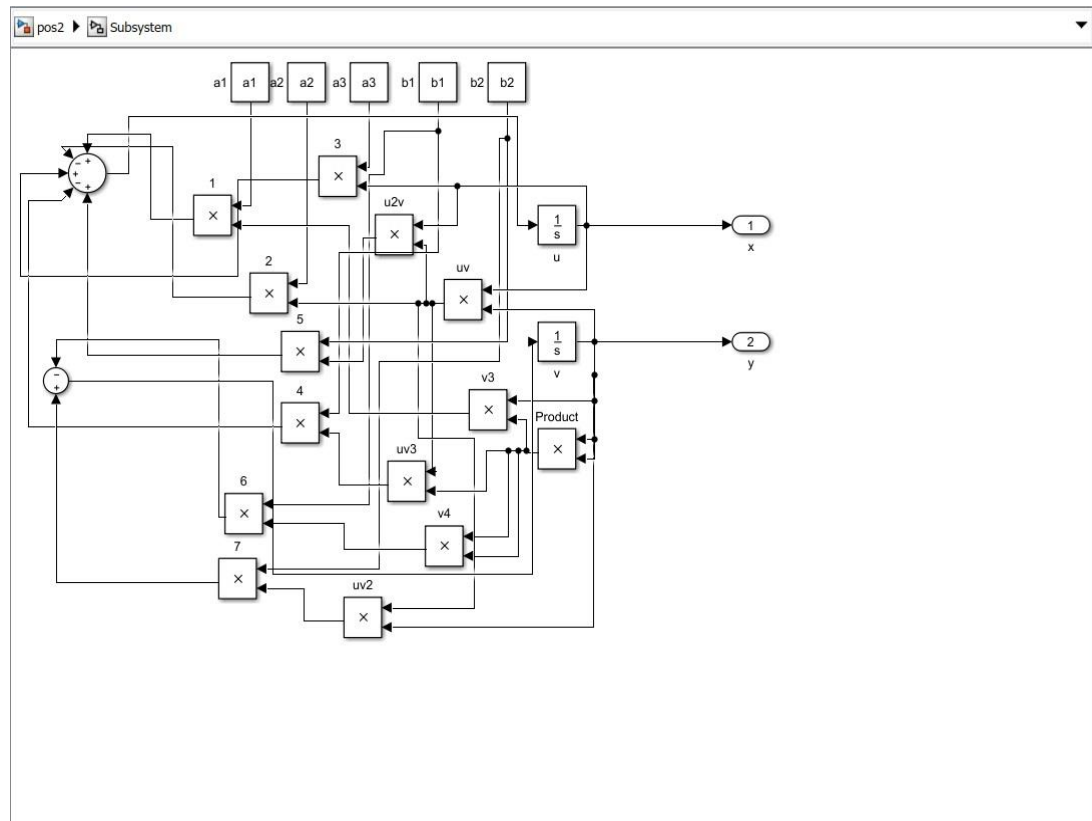 pos2 Subsystem
a1 a1 a2 a2 a3 a3 b1 b1 b2 b2
3
1
u2v
1
s
u
1
x
2
uv
5
1
s
v
2
y
4
v3
Product
uv3
6
v4
7
uv2